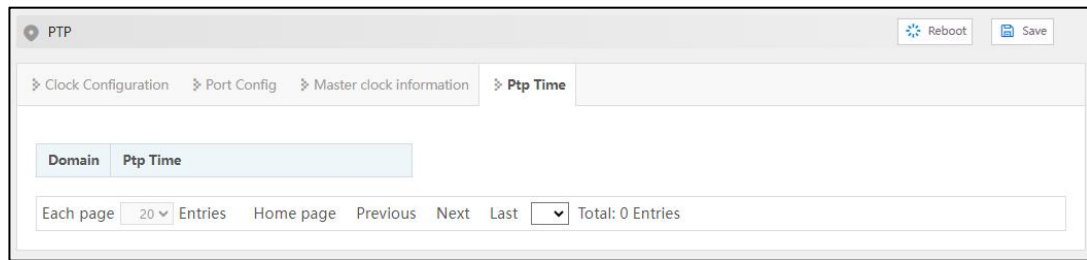 PTP Reboot Save
Clock Configuration Port Config Master clock information Ptp Time
Domain Ptp Time
Each page 20 Entries Home page Previous Next Last Total: 0 Entries